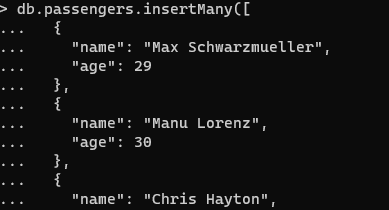 > db.passengers.insertMany([
...   {
...     "name": "Max Schwarzmueller",
...     "age": 29
...   },
...   {
...     "name": "Manu Lorenz",
...     "age": 30
...   },
...   {
...     "name": "Chris Hayton",